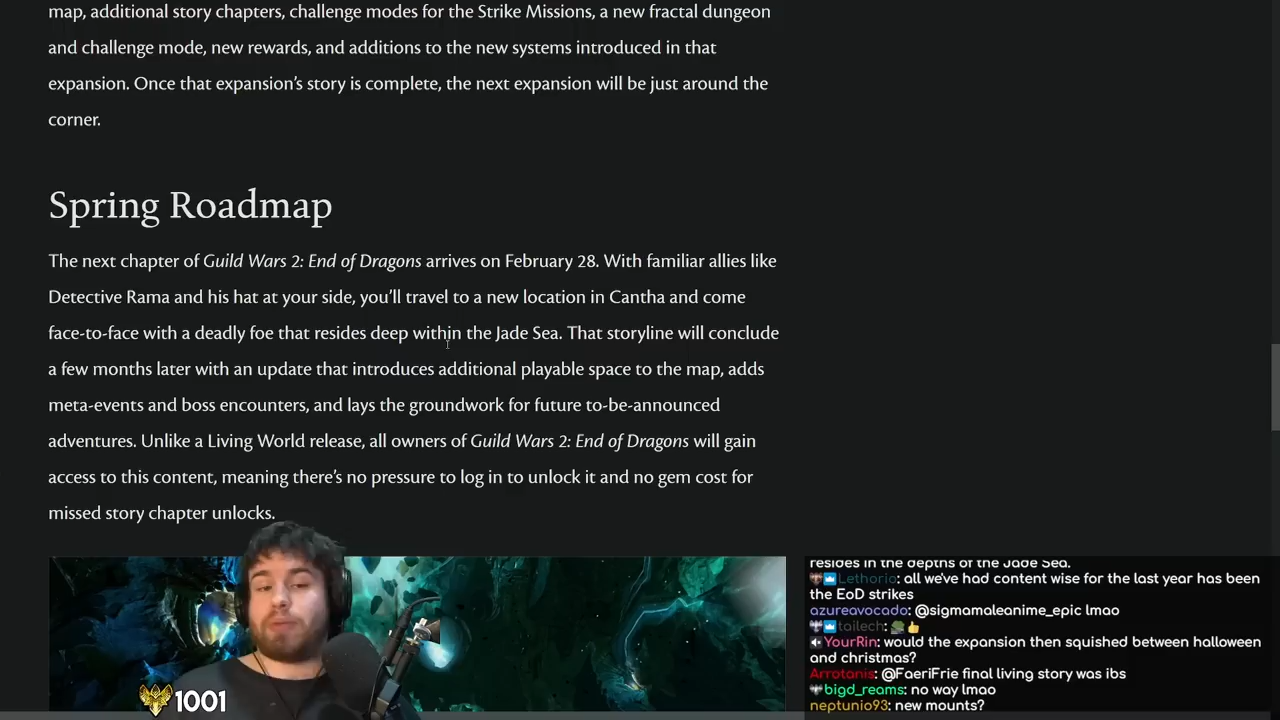 map, additional story chapters, challenge modes for the Strike Missions, a new fractal dungeon
and challenge mode, new rewards, and additions to the new systems introduced in that
expansion. Once that expansion’s story is complete, the next expansion will be just around the
corner.
Spring Roadmap
The next chapter of Guild Wars 2: End of Dragons arrives on February 28. With familiar allies like
Detective Rama and his hat at your side, you’ll travel to a new location in Cantha and come
face-to-face with a deadly foe that resides deep within the Jade Sea. That storyline will conclude
a few months later with an update that introduces additional playable space to the map, adds
meta-events and boss encounters, and lays the groundwork for future to-be-announced
adventures. Unlike a Living World release, all owners of Guild Wars 2: End of Dragons will gain
access to this content, meaning there’s no pressure to log in to unlock it and no gem cost for
missed story chapter unlocks.
1001
resides in the depths of the Jade Sea.
Lethorio: all we've had content wise for the last year has been
the EoD strikes
azureavocado: @sigmamaleanime_epic lmao
tailech:
YourRin: would the expansion then squished between halloween
and christmas?
Arrotanis: @FaeriFrie final living story was ibs
bigd_reams: no way lmao
neptunio93: new mounts?